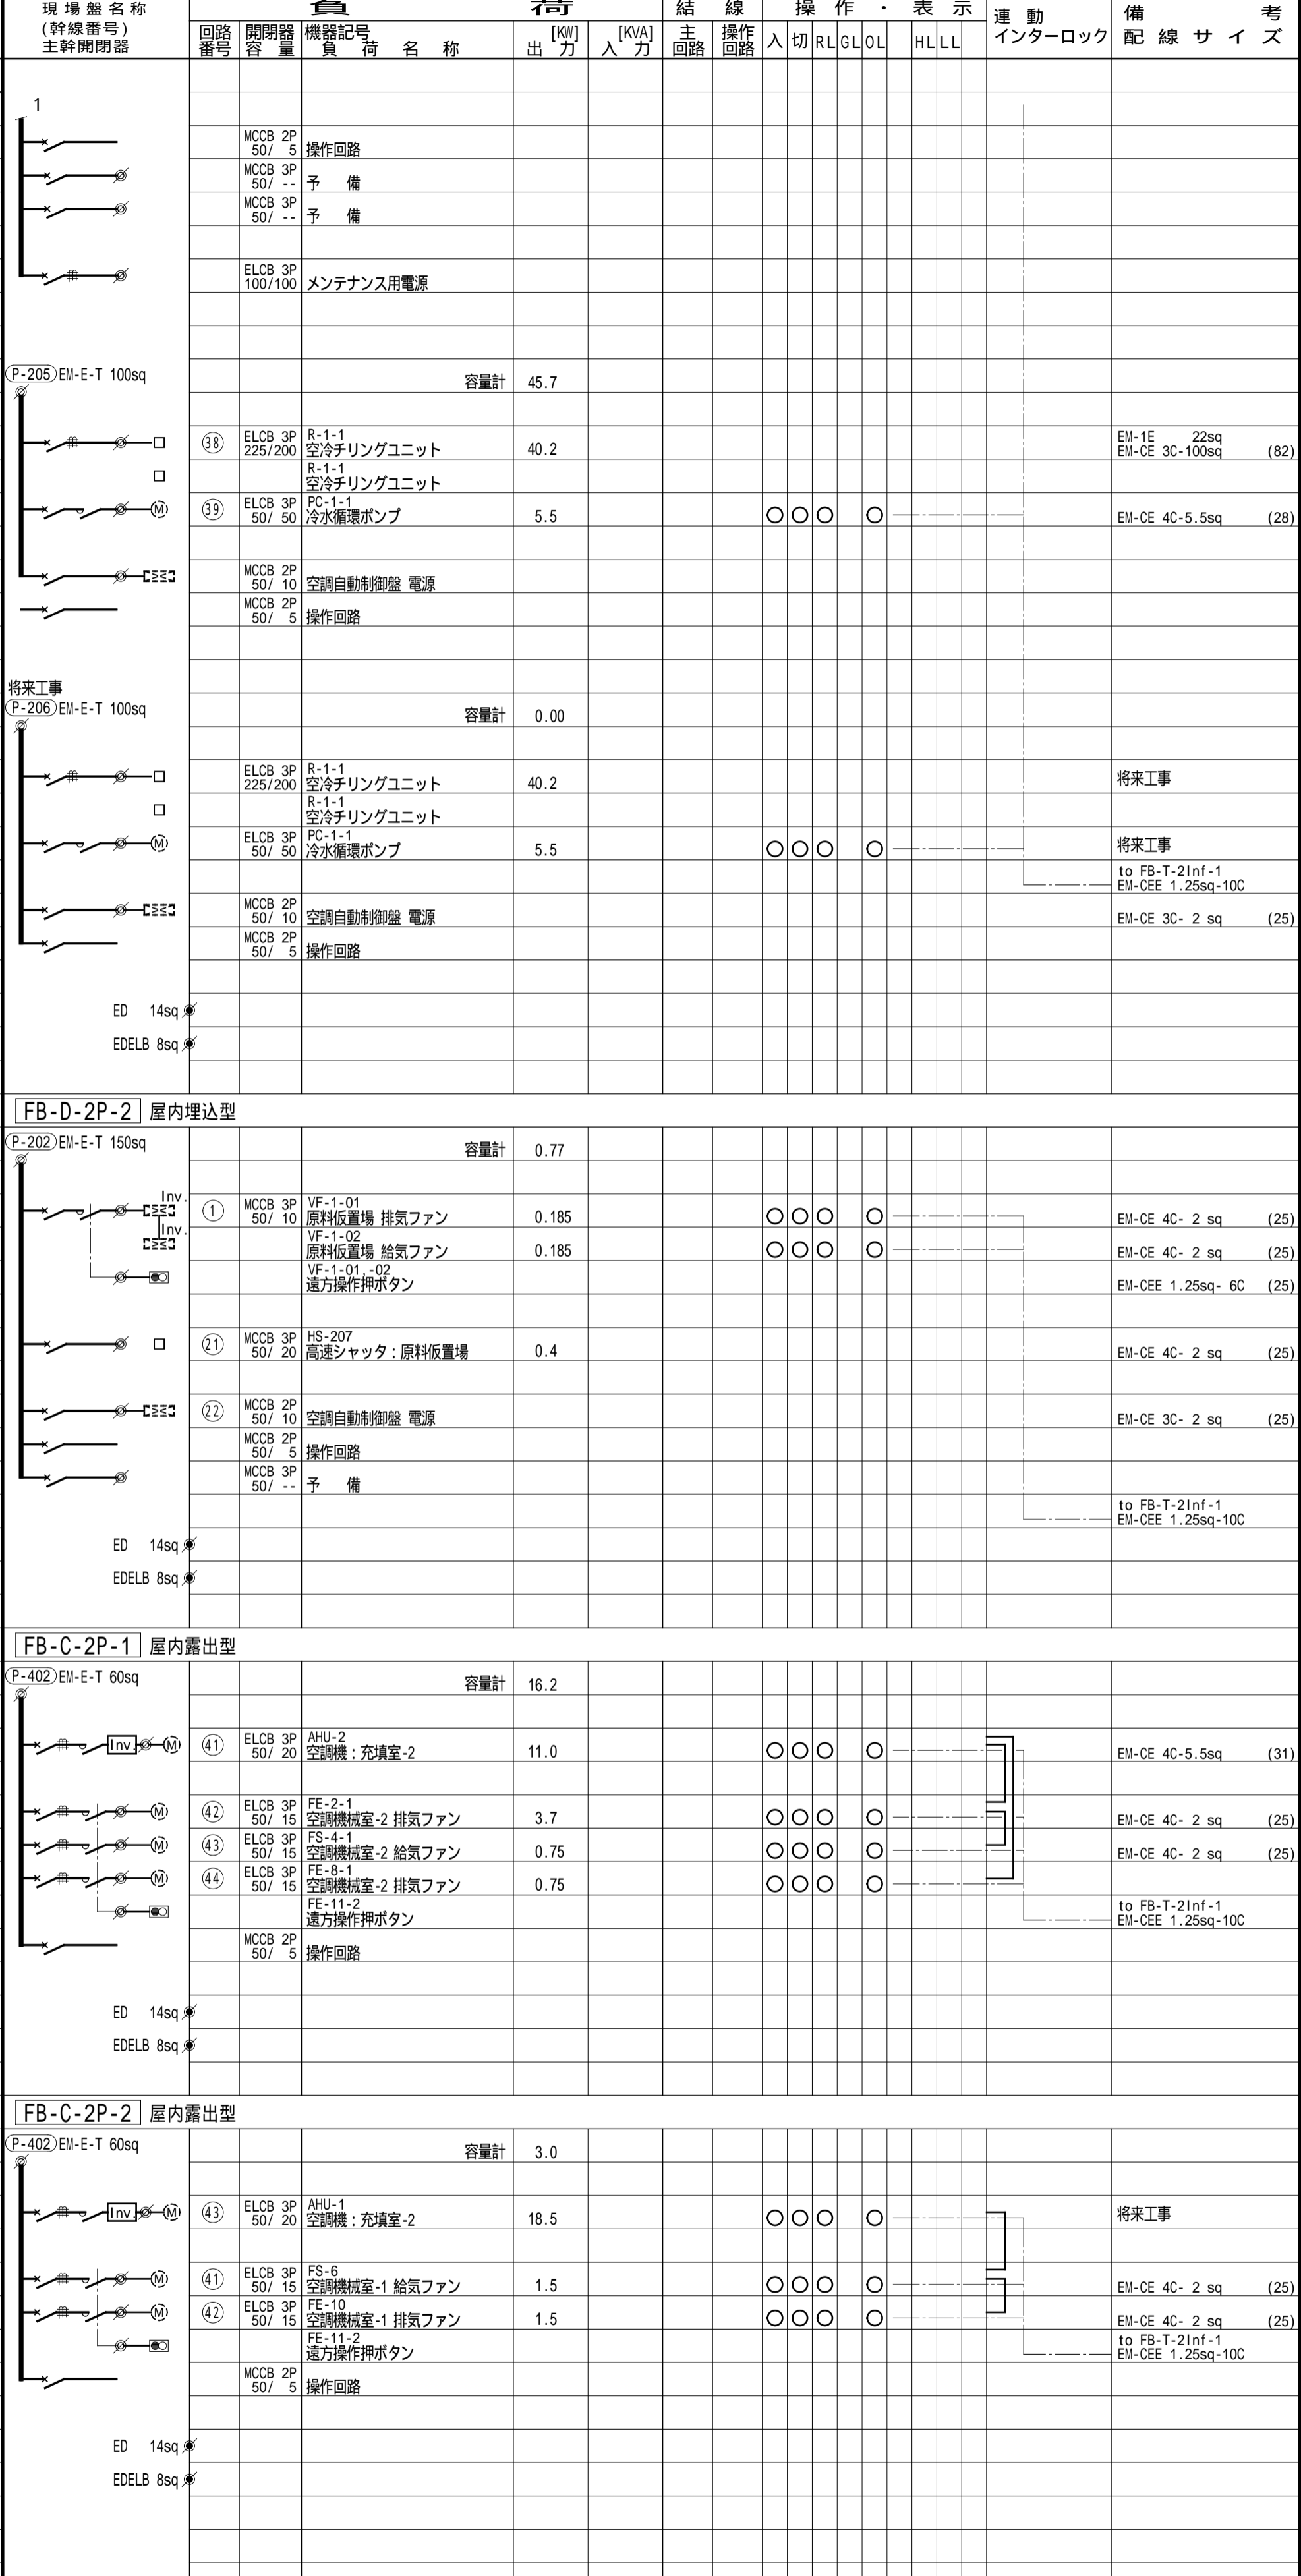 現場盤名称
(幹線番号)
主幹開閉器
負 荷
結 線
操 作 ・ 表 示
連 動
インターロック
備 考
配 線 サ イ ズ
回路番号
開閉器容 量
機器記号
負 荷 名 称
[KW]
出 力
[KVA]
入 力
主回路
操作回路
入 切 RL GL OL HL LL
1
MCCB 2P
50/ 5 操作回路
MCCB 3P
50/ -- 予 備
MCCB 3P
50/ -- 予 備
ELCB 3P
100/100 メンテナンス用電源
P-205 EM-E-T 100sq
容量計 45.7
38 ELCB 3P R-1-1 EM-1E 22sq
225/200 空冷チリングユニット 40.2 EM-CE 3C-100sq (82)
R-1-1
空冷チリングユニット
39 ELCB 3P PC-1-1
M 50/ 50 冷水循環ポンプ 5.5 ○○○ ○ EM-CE 4C-5.5sq (28)
MCCB 2P
50/ 10 空調自動制御盤 電源
MCCB 2P
50/ 5 操作回路
将来工事
P-206 EM-E-T 100sq
容量計 0.00
ELCB 3P R-1-1
225/200 空冷チリングユニット 40.2 将来工事
R-1-1
空冷チリングユニット
ELCB 3P PC-1-1
M 50/ 50 冷水循環ポンプ 5.5 ○○○ ○ 将来工事
to FB-T-2Inf-1
EM-CEE 1.25sq-10C
MCCB 2P
50/ 10 空調自動制御盤 電源 EM-CE 3C- 2 sq (25)
MCCB 2P
50/ 5 操作回路
ED 14sq
EDELB 8sq
FB-D-2P-2 屋内埋込型
P-202 EM-E-T 150sq
容量計 0.77
Inv. 1 MCCB 3P VF-1-01
50/ 10 原料仮置場 排気ファン 0.185 ○○○ ○ EM-CE 4C- 2 sq (25)
Inv. VF-1-02
原料仮置場 給気ファン 0.185 ○○○ ○ EM-CE 4C- 2 sq (25)
VF-1-01,-02
遠方操作押ボタン EM-CEE 1.25sq- 6C (25)
21 MCCB 3P HS-207
50/ 20 高速シャッタ:原料仮置場 0.4 EM-CE 4C- 2 sq (25)
22 MCCB 2P
50/ 10 空調自動制御盤 電源 EM-CE 3C- 2 sq (25)
MCCB 2P
50/ 5 操作回路
MCCB 3P
50/ -- 予 備
to FB-T-2Inf-1
EM-CEE 1.25sq-10C
ED 14sq
EDELB 8sq
FB-C-2P-1 屋内露出型
P-402 EM-E-T 60sq
容量計 16.2
Inv. M 41 ELCB 3P AHU-2
50/ 20 空調機:充填室-2 11.0 ○○○ ○ EM-CE 4C-5.5sq (31)
M 42 ELCB 3P FE-2-1
50/ 15 空調機械室-2 排気ファン 3.7 ○○○ ○ EM-CE 4C- 2 sq (25)
M 43 ELCB 3P FS-4-1
50/ 15 空調機械室-2 給気ファン 0.75 ○○○ ○ EM-CE 4C- 2 sq (25)
M 44 ELCB 3P FE-8-1
50/ 15 空調機械室-2 排気ファン 0.75 ○○○ ○
FE-11-2 to FB-T-2Inf-1
遠方操作押ボタン EM-CEE 1.25sq-10C
MCCB 2P
50/ 5 操作回路
ED 14sq
EDELB 8sq
FB-C-2P-2 屋内露出型
P-402 EM-E-T 60sq
容量計 3.0
Inv. M 43 ELCB 3P AHU-1
50/ 20 空調機:充填室-2 18.5 ○○○ ○ 将来工事
M 41 ELCB 3P FS-6
50/ 15 空調機械室-1 給気ファン 1.5 ○○○ ○ EM-CE 4C- 2 sq (25)
M 42 ELCB 3P FE-10
50/ 15 空調機械室-1 排気ファン 1.5 ○○○ ○ EM-CE 4C- 2 sq (25)
FE-11-2 to FB-T-2Inf-1
遠方操作押ボタン EM-CEE 1.25sq-10C
MCCB 2P
50/ 5 操作回路
ED 14sq
EDELB 8sq